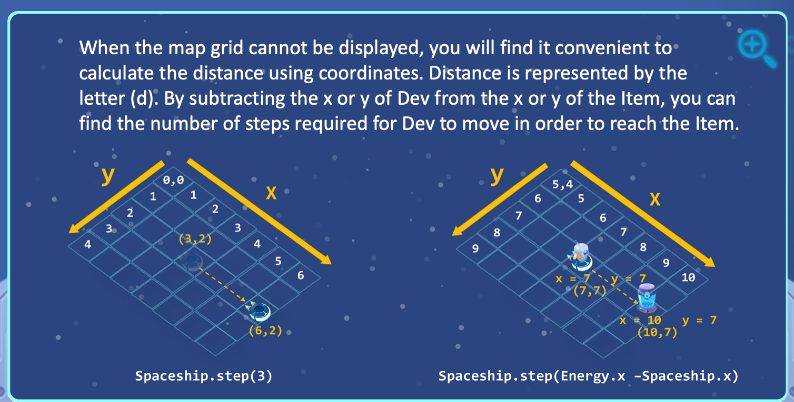 When the map grid cannot be displayed, you will find it convenient to
calculate the distance using coordinates. Distance is represented by the
letter (d). By subtracting the x or y of Dev from the x or y of the Item, you can
find the number of steps required for Dev to move in order to reach the Item.
y
x
0,0
1
2
3
4
1
2
3
4
5
6
(3,2)
(6,2)
Spaceship.step(3)
y
x
5,4
6
7
8
9
5
6
7
8
9
10
x = 7 y = 7
(7,7)
x = 10 y = 7
(10,7)
Spaceship.step(Energy.x –Spaceship.x)